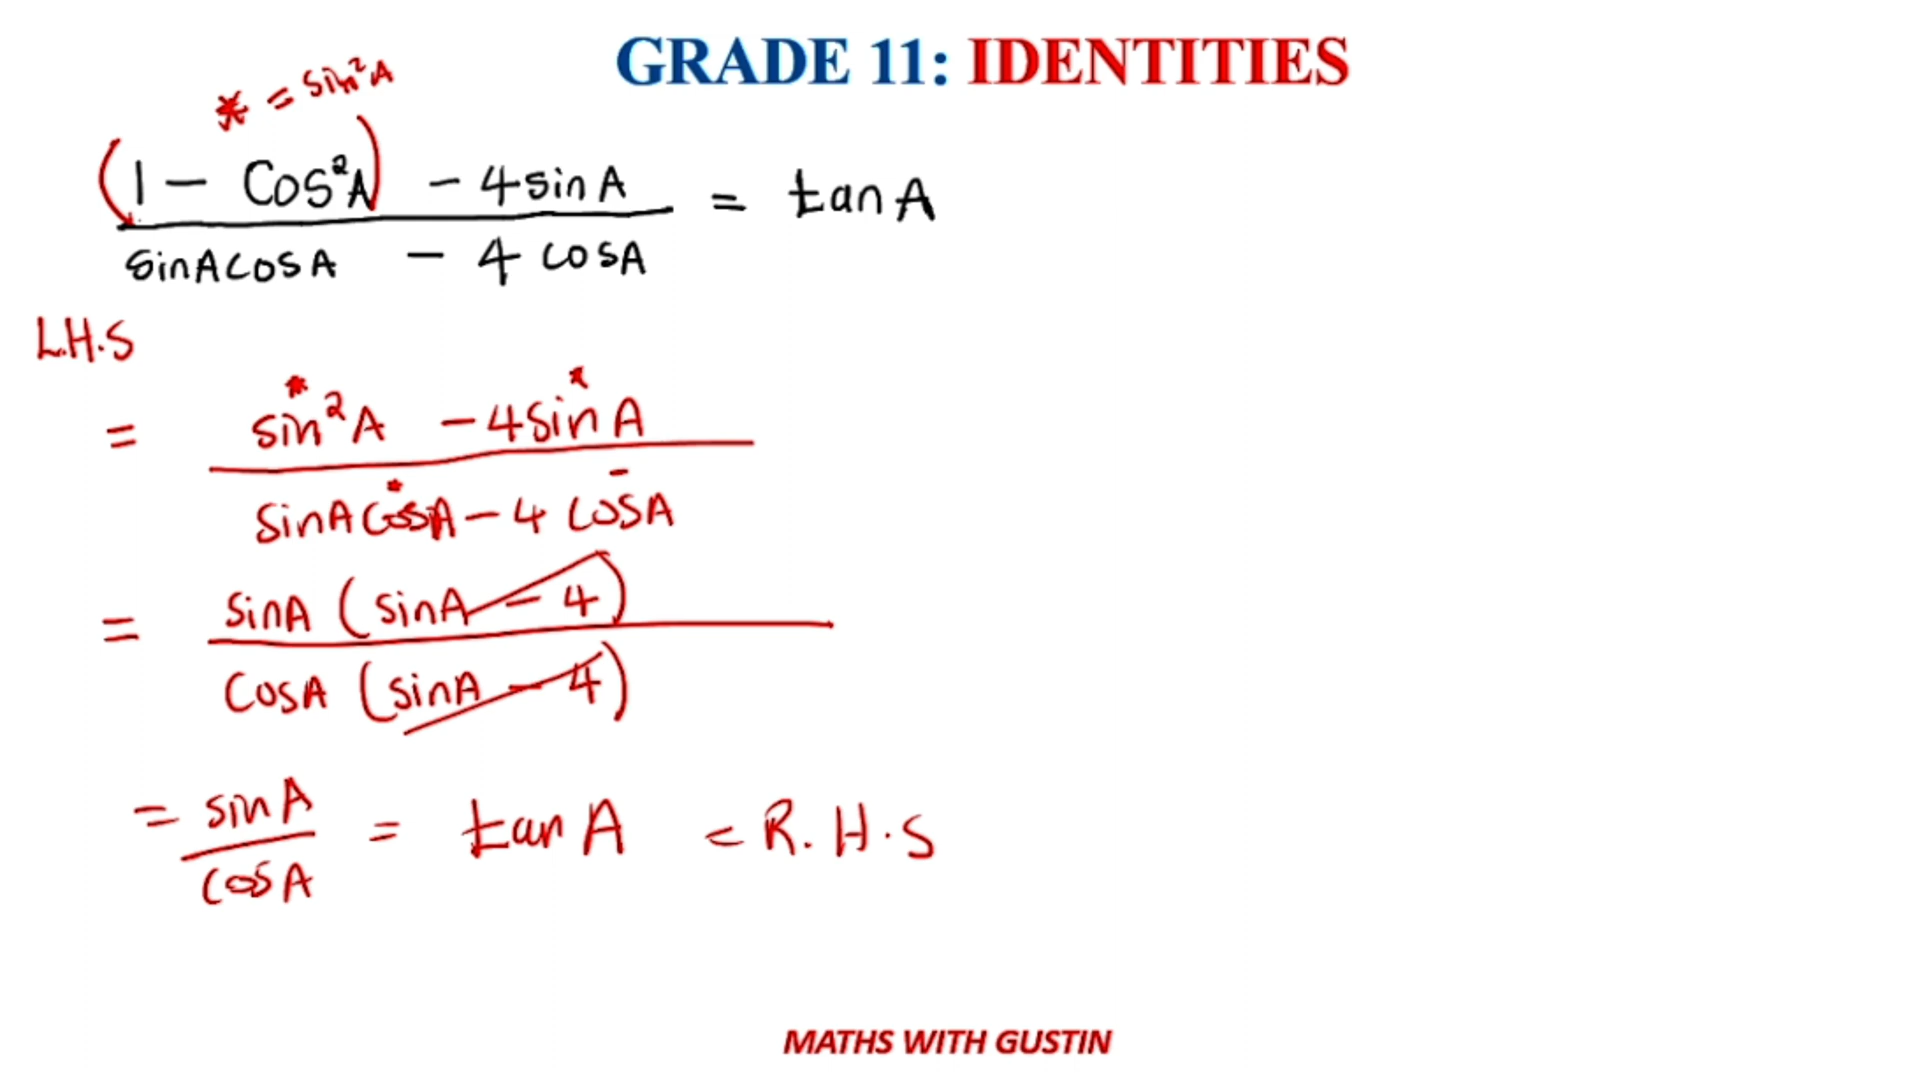 GRADE 11: IDENTITIES
* = sin²A
(1 - Cos²A) - 4sinA
sinAcosA - 4cosA
= tanA
L.H.S
= sin²A - 4sinA
sinAcosA - 4cosA
= sinA (sinA - 4)
CosA (sinA - 4)
= sinA
cosA
= tanA = R.H.S
MATHS WITH GUSTIN